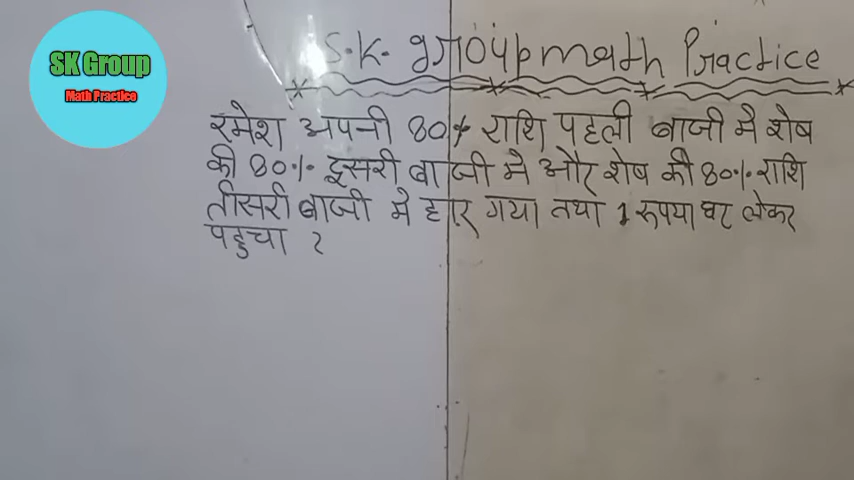 SK Group
Math Practice
S.K. group math Practice
रमेश अपनी 80% राशि पहली बाजी मे शेष
की 80% दूसरी बाजी मे और शेष की 80% राशि
तीसरी बाजी मे हार गया तथा 1 रूपया घर लेकर
पहुचा ?